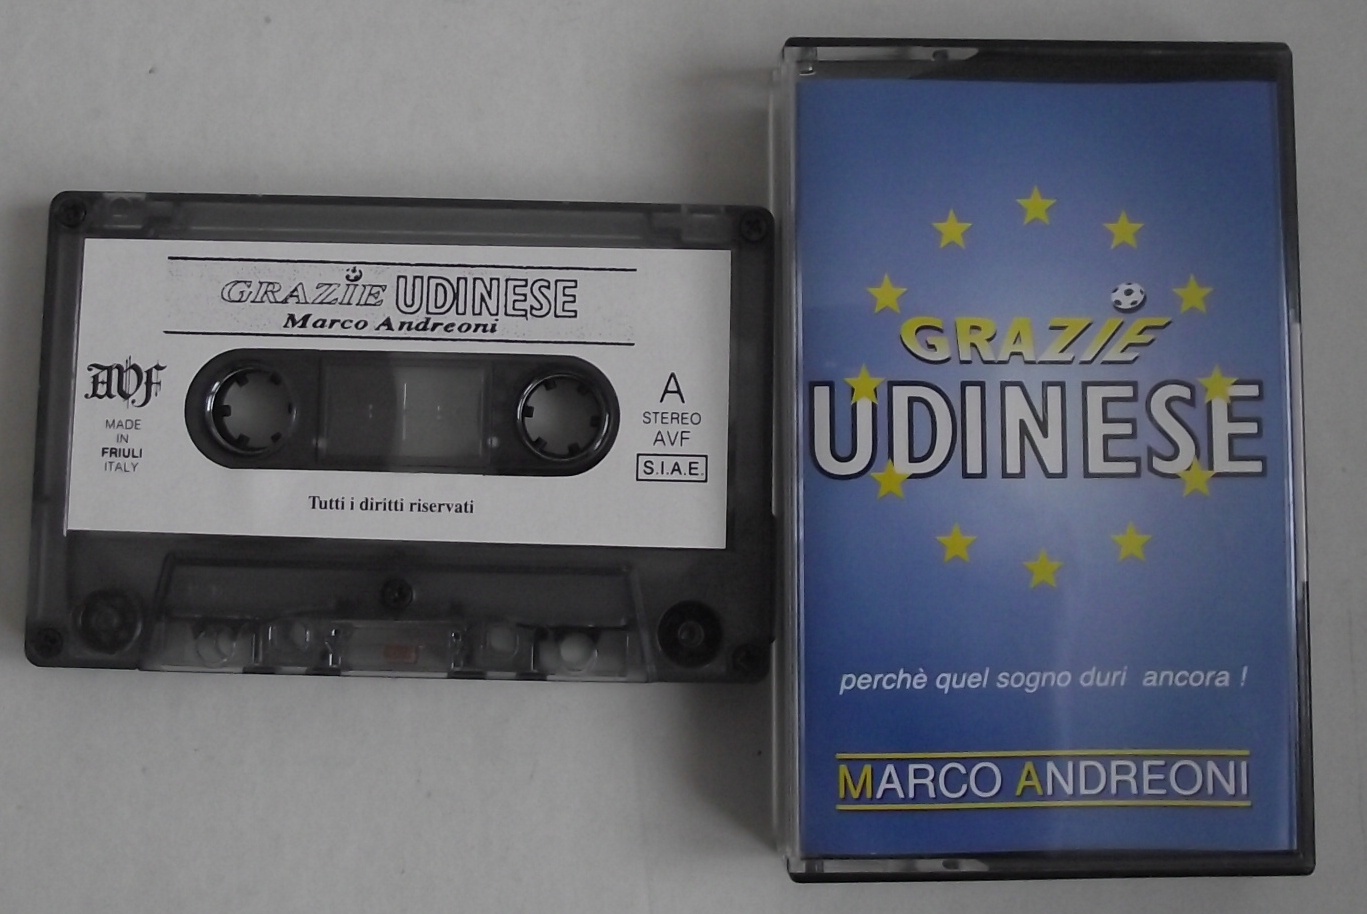 GRAZIE UDINESE
Marco Andreoni
AVF
MADE
IN
FRIULI
ITALY
A
STEREO
AVF
S.I.A.E.
Tutti i diritti riservati
GRAZIE
UDINESE
perchè quel sogno duri ancora !
MARCO ANDREONI